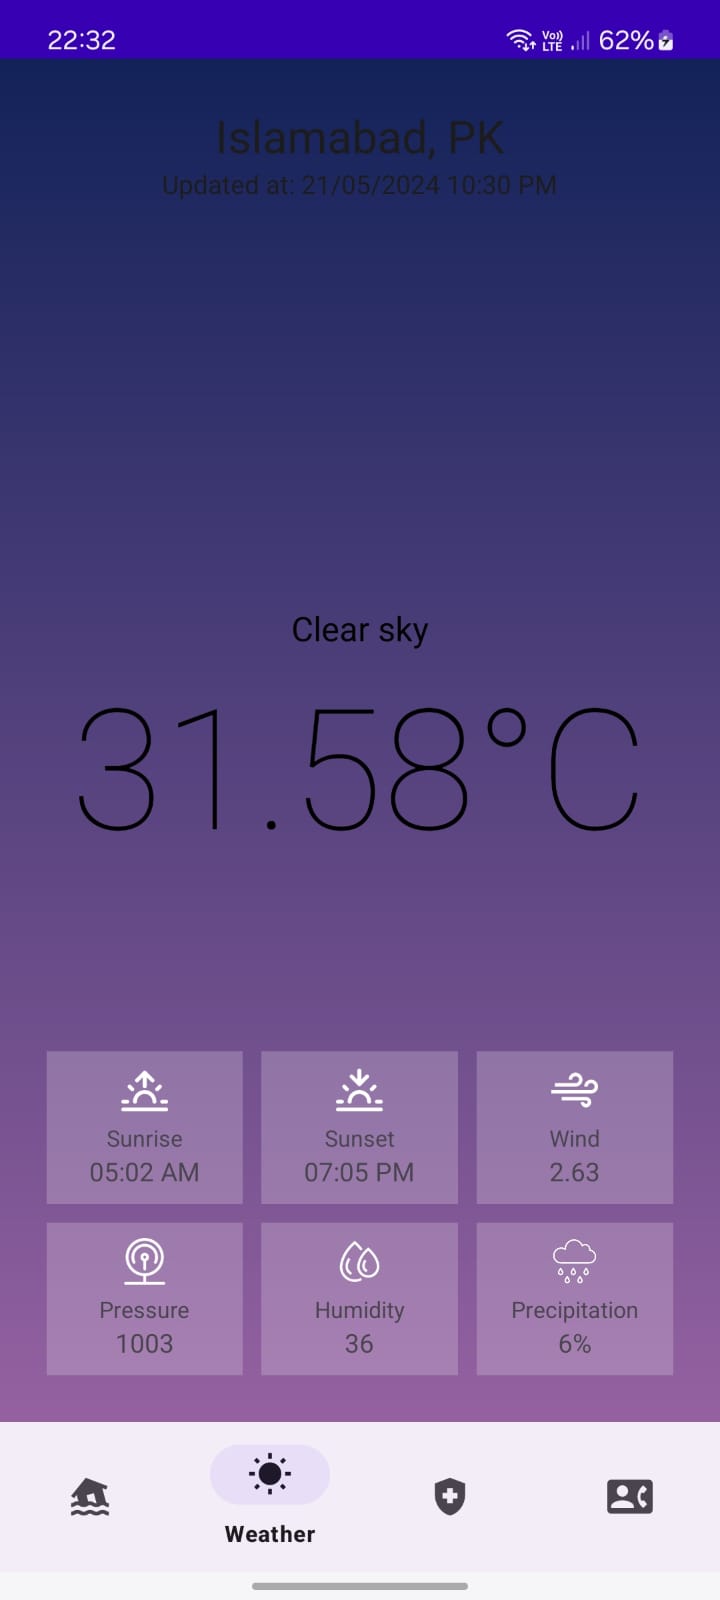 22:32 Vo)) LTE 62%
Islamabad, PK
Updated at: 21/05/2024 10:30 PM
Clear sky
31.58°C
Sunrise Sunset Wind
05:02 AM 07:05 PM 2.63
Pressure Humidity Precipitation
1003 36 6%
Weather